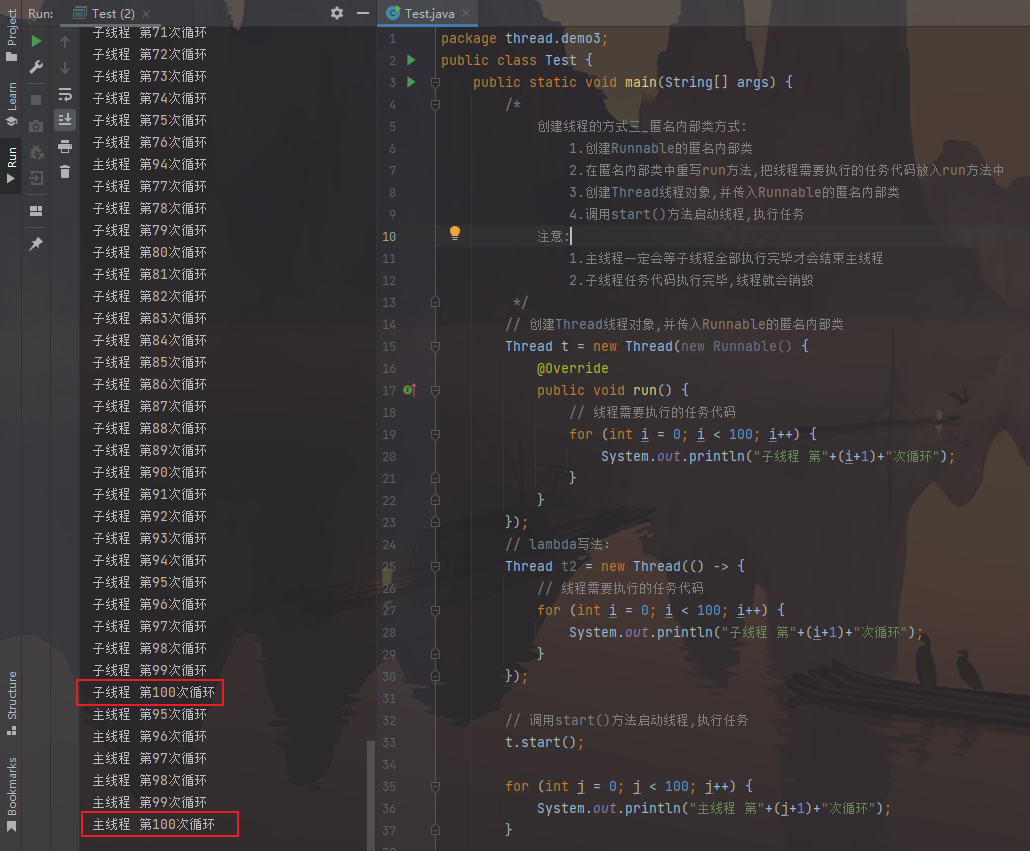 Run:
Test (2)
子线程 第71次循环
子线程 第72次循环
子线程 第73次循环
子线程 第74次循环
子线程 第75次循环
子线程 第76次循环
主线程 第94次循环
子线程 第77次循环
子线程 第78次循环
子线程 第79次循环
子线程 第80次循环
子线程 第81次循环
子线程 第82次循环
子线程 第83次循环
子线程 第84次循环
子线程 第85次循环
子线程 第86次循环
子线程 第87次循环
子线程 第88次循环
子线程 第89次循环
子线程 第90次循环
子线程 第91次循环
子线程 第92次循环
子线程 第93次循环
子线程 第94次循环
子线程 第95次循环
子线程 第96次循环
子线程 第97次循环
子线程 第98次循环
子线程 第99次循环
子线程 第100次循环
主线程 第95次循环
主线程 第96次循环
主线程 第97次循环
主线程 第98次循环
主线程 第99次循环
主线程 第100次循环
Project
Learn
Run
Structure
Bookmarks
Test.java
1 package thread.demo3;
2 public class Test {
3 public static void main(String[] args) {
4 /*
5 创建线程的方式三_匿名内部类方式:
6 1.创建Runnable的匿名内部类
7 2.在匿名内部类中重写run方法,把线程需要执行的任务代码放入run方法中
8 3.创建Thread线程对象,并传入Runnable的匿名内部类
9 4.调用start()方法启动线程,执行任务
10 注意:
11 1.主线程一定会等子线程全部执行完毕才会结束主线程
12 2.子线程任务代码执行完毕,线程就会销毁
13 */
14 // 创建Thread线程对象,并传入Runnable的匿名内部类
15 Thread t = new Thread(new Runnable() {
16 @Override
17 public void run() {
18 // 线程需要执行的任务代码
19 for (int i = 0; i < 100; i++) {
20 System.out.println("子线程 第"+(i+1)+"次循环");
21 }
22 }
23 });
24 // lambda写法:
25 Thread t2 = new Thread(() -> {
26 // 线程需要执行的任务代码
27 for (int i = 0; i < 100; i++) {
28 System.out.println("子线程 第"+(i+1)+"次循环");
29 }
30 });
31
32 // 调用start()方法启动线程,执行任务
33 t.start();
34
35 for (int j = 0; j < 100; j++) {
36 System.out.println("主线程 第"+(j+1)+"次循环");
37 }